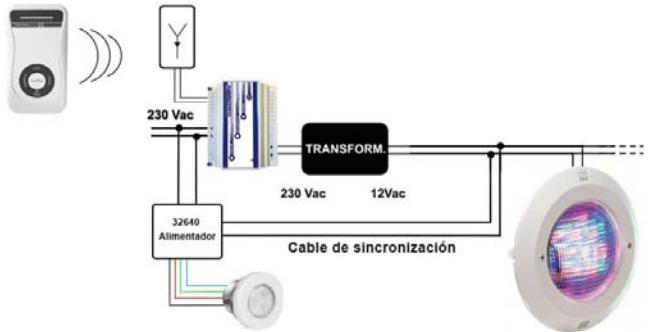 230 Vac
TRANSFORM.
230 Vac
12Vac
32640
Alimentador
Cable de sincronización